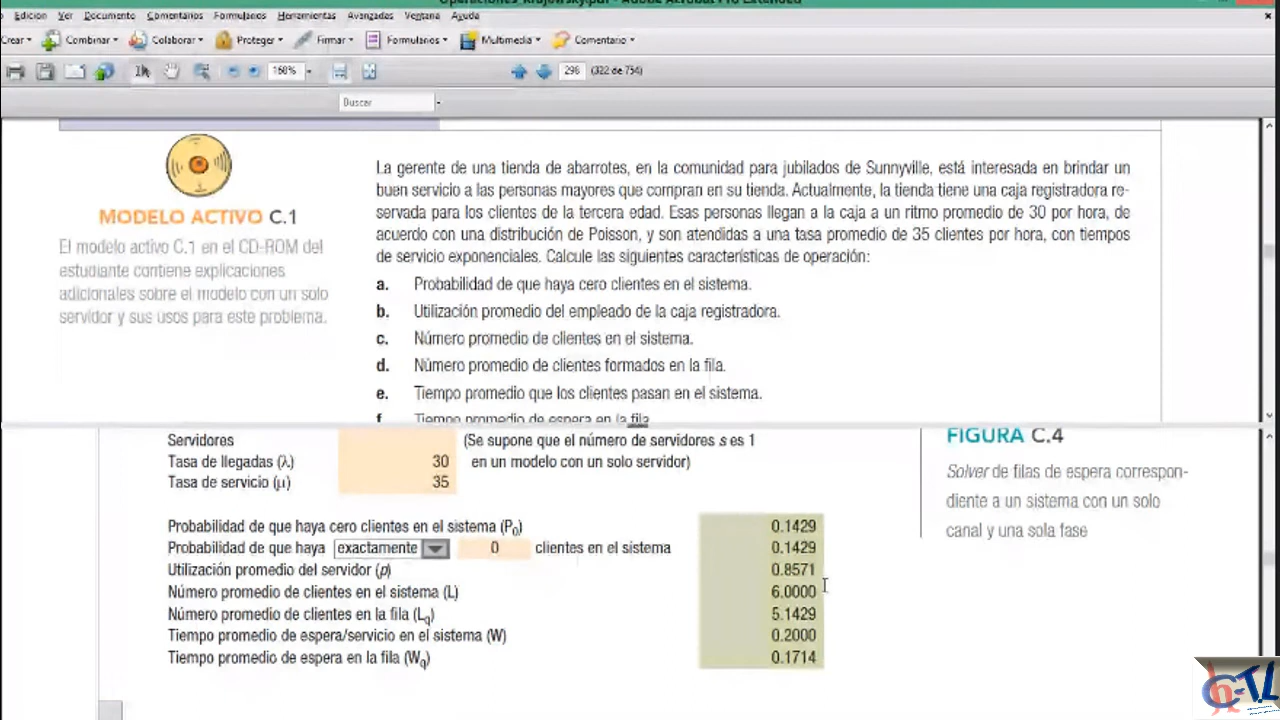 Operaciones_krajewsky.pdf - Adobe Acrobat Pro Extended
Edición Ver Documento Comentarios Formularios Herramientas Avanzadas Ventana Ayuda
Crear Combinar Colaborar Proteger Firmar Formularios Multimedia Comentario
168% 296 (322 de 754)
Buscar
La gerente de una tienda de abarrotes, en la comunidad para jubilados de Sunnyville, está interesada en brindar un
buen servicio a las personas mayores que compran en su tienda. Actualmente, la tienda tiene una caja registradora re-
servada para los clientes de la tercera edad. Esas personas llegan a la caja a un ritmo promedio de 30 por hora, de
acuerdo con una distribución de Poisson, y son atendidas a una tasa promedio de 35 clientes por hora, con tiempos
de servicio exponenciales. Calcule las siguientes características de operación:
a. Probabilidad de que haya cero clientes en el sistema.
b. Utilización promedio del empleado de la caja registradora.
c. Número promedio de clientes en el sistema.
d. Número promedio de clientes formados en la fila.
e. Tiempo promedio que los clientes pasan en el sistema.
f. Tiempo promedio de espera en la fila
MODELO ACTIVO C.1
El modelo activo C.1 en el CD-ROM del
estudiante contiene explicaciones
adicionales sobre el modelo con un solo
servidor y sus usos para este problema.
Servidores (Se supone que el número de servidores s es 1
Tasa de llegadas (λ) 30 en un modelo con un solo servidor)
Tasa de servicio (μ) 35
Probabilidad de que haya cero clientes en el sistema (P0) 0.1429
Probabilidad de que haya exactamente 0 clientes en el sistema 0.1429
Utilización promedio del servidor (p) 0.8571
Número promedio de clientes en el sistema (L) 6.0000
Número promedio de clientes en la fila (Lq) 5.1429
Tiempo promedio de espera/servicio en el sistema (W) 0.2000
Tiempo promedio de espera en la fila (Wq) 0.1714
FIGURA C.4
Solver de filas de espera correspon-
diente a un sistema con un solo
canal y una sola fase